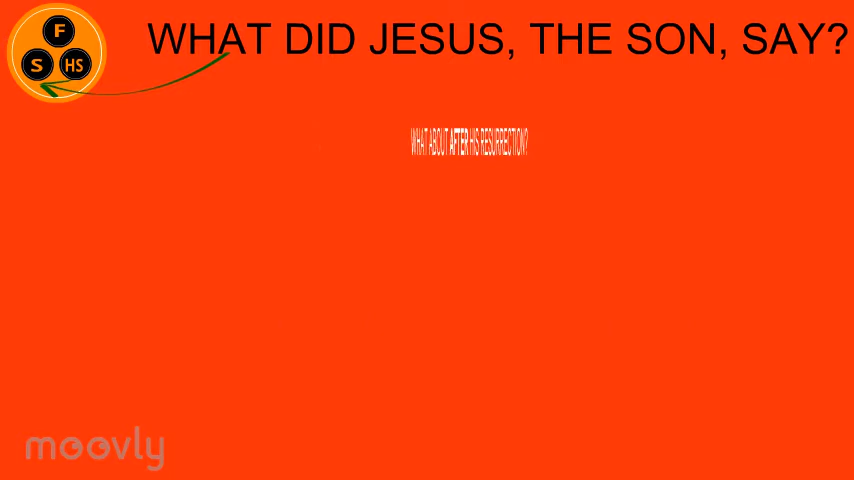 F
S HS
WHAT DID JESUS, THE SON, SAY?
WHAT ABOUT AFTER HIS RESURRECTION?
moovly